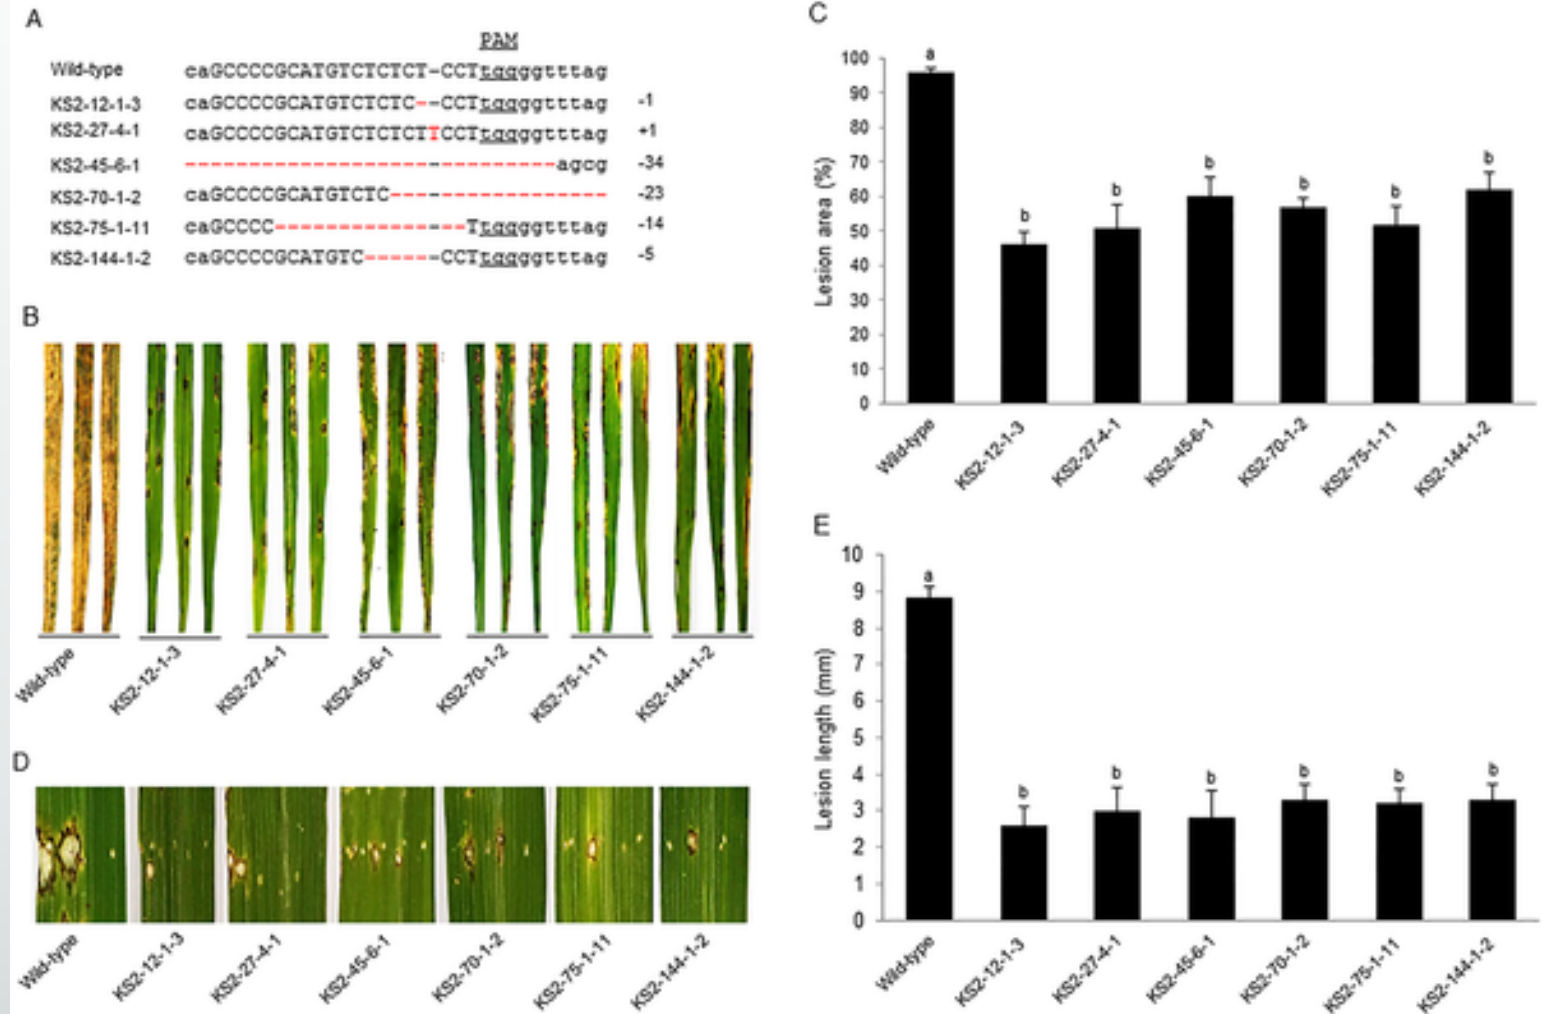 A
PAM
Wild-type caGCCCCGCATGTCTCTCT-CCTtggggtttag
KS2-12-1-3 caGCCCCGCATGTCTCTC--CCTtggggtttag -1
KS2-27-4-1 caGCCCCGCATGTCTCTCTTCCTtggggtttag +1
KS2-45-6-1 -----------------------------agcg -34
KS2-70-1-2 caGCCCCGCATGTCTC----------------- -23
KS2-75-1-11 caGCCCC---------------Ttggggtttag -14
KS2-144-1-2 caGCCCCGCATGTC------CCTtggggtttag -5
B
Wild-type
KS2-12-1-3
KS2-27-4-1
KS2-45-6-1
KS2-70-1-2
KS2-75-1-11
KS2-144-1-2
D
Wild-type
KS2-12-1-3
KS2-27-4-1
KS2-45-6-1
KS2-70-1-2
KS2-75-1-11
KS2-144-1-2
C
Lesion area (%)
100
90
80
70
60
50
40
30
20
10
0
a
b
b
b
b
b
b
Wild-type
KS2-12-1-3
KS2-27-4-1
KS2-45-6-1
KS2-70-1-2
KS2-75-1-11
KS2-144-1-2
E
Lesion length (mm)
10
9
8
7
6
5
4
3
2
1
0
a
b
b
b
b
b
b
Wild-type
KS2-12-1-3
KS2-27-4-1
KS2-45-6-1
KS2-70-1-2
KS2-75-1-11
KS2-144-1-2